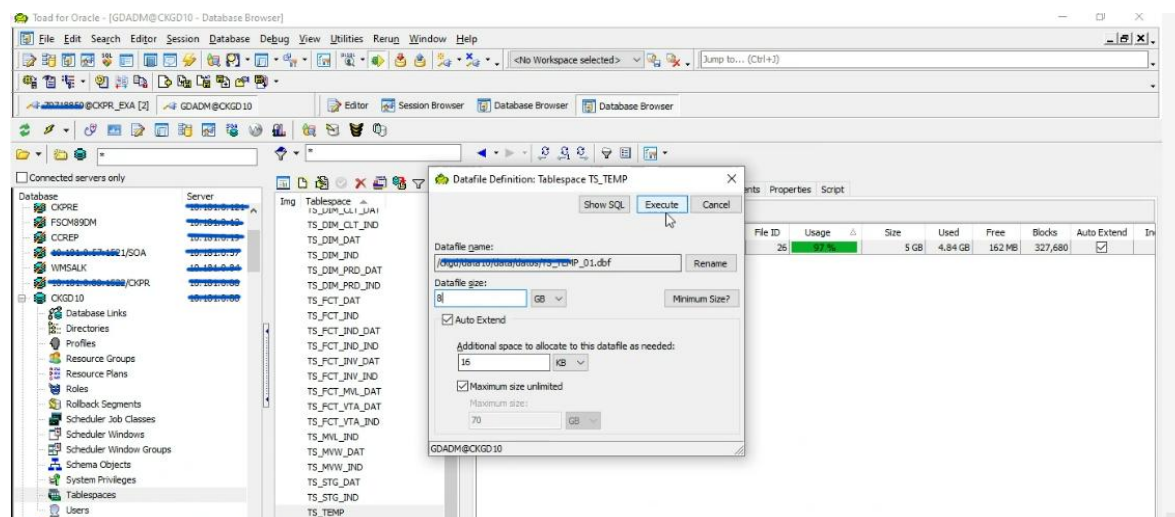 Toad for Oracle - [GDADM@CKGD10 - Database Browser]
File Edit Search Editor Session Database Debug View Utilities Rerun Window Help
<No Workspace selected> Jump to... (Ctrl+J)
@CKPR_EXA [2] GDADM@CKGD10 Editor Session Browser Database Browser Database Browser
* *
Connected servers only
Database Server
CKPRE
FSCM89DM
CCREP
/SOA
WMSALK
/CKPR
CKGD10
Database Links
Directories
Profiles
Resource Groups
Resource Plans
Roles
Rollback Segments
Scheduler Job Classes
Scheduler Windows
Scheduler Window Groups
Schema Objects
System Privileges
Tablespaces
Users
Img Tablespace
TS_DIM_CLT_DAT
TS_DIM_CLT_IND
TS_DIM_DAT
TS_DIM_IND
TS_DIM_PRD_DAT
TS_DIM_PRD_IND
TS_FCT_DAT
TS_FCT_IND
TS_FCT_IND_DAT
TS_FCT_IND_IND
TS_FCT_INV_DAT
TS_FCT_INV_IND
TS_FCT_MVL_DAT
TS_FCT_VTA_DAT
TS_FCT_VTA_IND
TS_MVL_IND
TS_MVW_DAT
TS_MVW_IND
TS_STG_DAT
TS_STG_IND
TS_TEMP
Datafile Definition: Tablespace TS_TEMP
Show SQL Execute Cancel
Datafile name:
/ckgd/data10/data/datos/TS_TEMP_01.dbf Rename
Datafile size:
8 GB Minimum Size?
Auto Extend
Additional space to allocate to this datafile as needed:
16 KB
Maximum size unlimited
Maximum size:
70 GB
GDADM@CKGD10
Properties Script
File ID Usage Size Used Free Blocks Auto Extend
26 97 % 5 GB 4.84 GB 162 MB 327,680